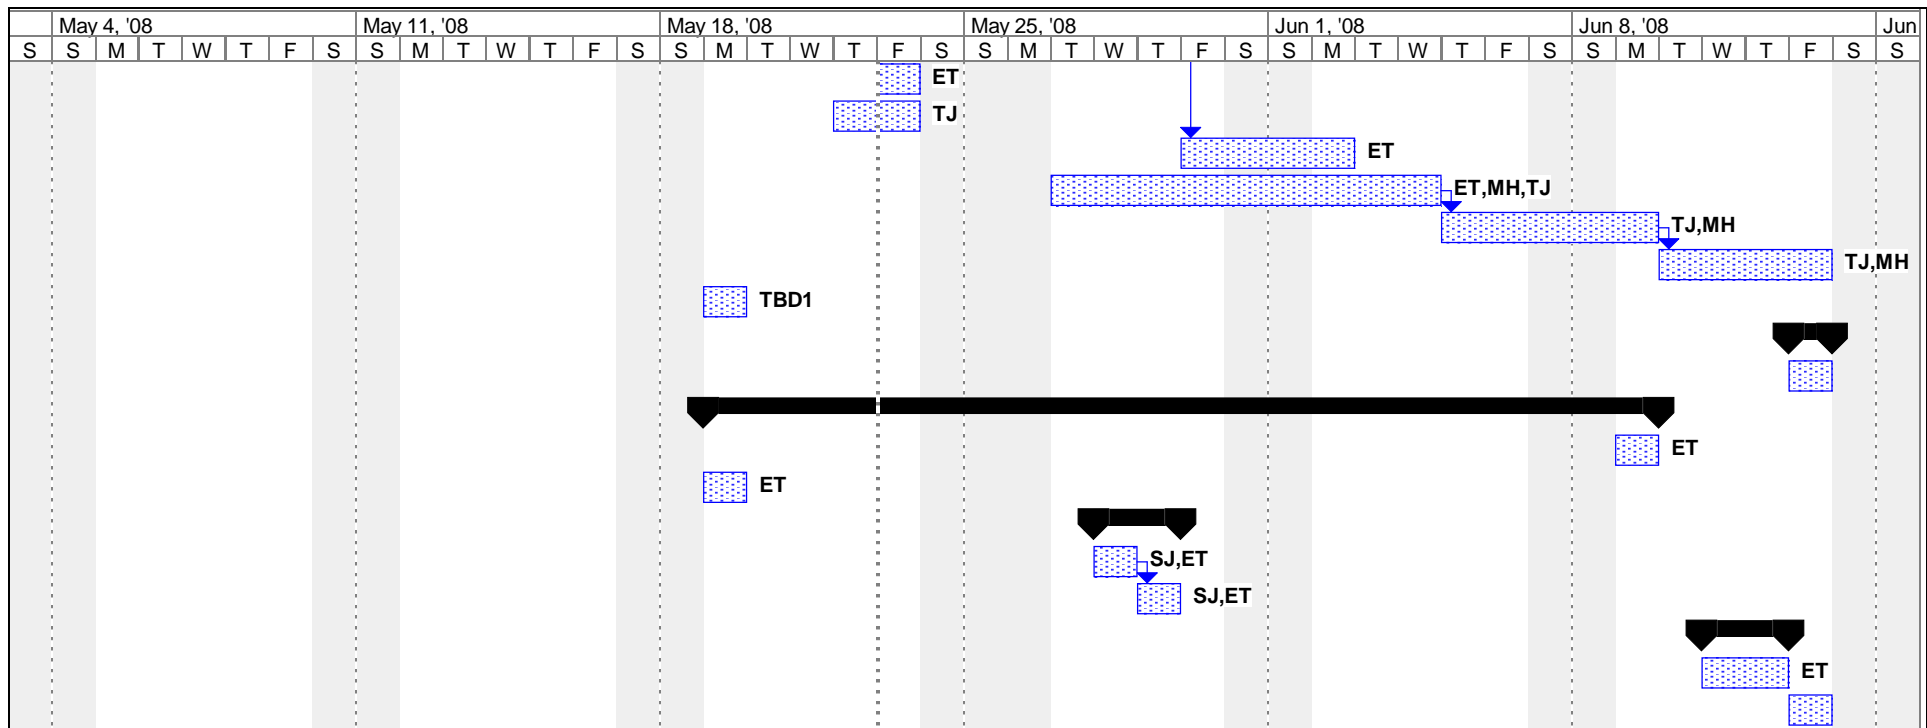 May 4, '08 May 11, '08 May 18, '08 May 25, '08 Jun 1, '08 Jun 8, '08 Jun
S S M T W T F S S M T W T F S S M T W T F S S M T W T F S S M T W T F S S M T W T F S S
ET
TJ
ET
ET,MH,TJ
TJ,MH
TJ,MH
TBD1
ET
ET
SJ,ET
SJ,ET
ET